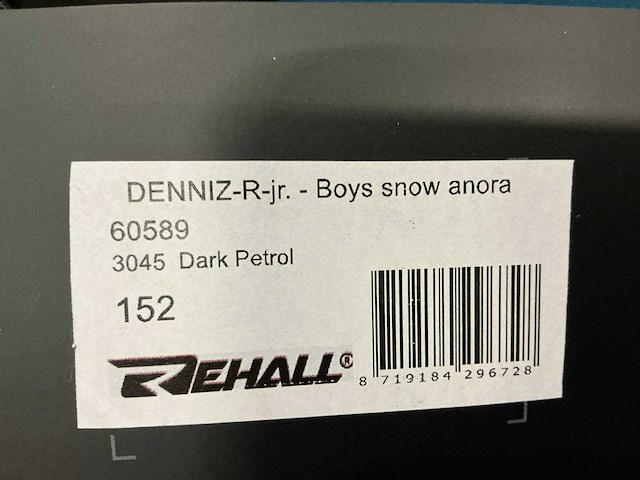 DENNIZ-R-jr. - Boys snow anora
60589
3045 Dark Petrol
152
REHALL®
8 719184 296728